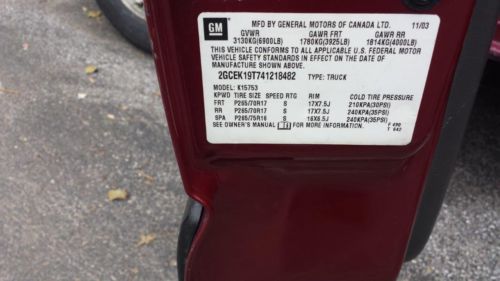 GM
MFD BY GENERAL MOTORS OF CANADA LTD. 11/03
GVWR GAWR FRT GAWR RR
3130KG(6900LB) 1780KG(3925LB) 1814KG(4000LB)
THIS VEHICLE CONFORMS TO ALL APPLICABLE U.S. FEDERAL MOTOR
VEHICLE SAFETY STANDARDS IN EFFECT ON THE DATE OF
MANUFACTURE SHOWN ABOVE.
2GCEK19T741218482 TYPE: TRUCK
MODEL: K15753
KPWD TIRE SIZE SPEED RTG RIM COLD TIRE PRESSURE
FRT P265/70R17 S 17X7.5J 210KPA(30PSI)
RR P265/70R17 S 17X7.5J 240KPA(35PSI)
SPA P265/75R16 S 16X6.5J 240KPA(35PSI)
SEE OWNER'S MANUAL FOR MORE INFORMATION. F 490
T 642